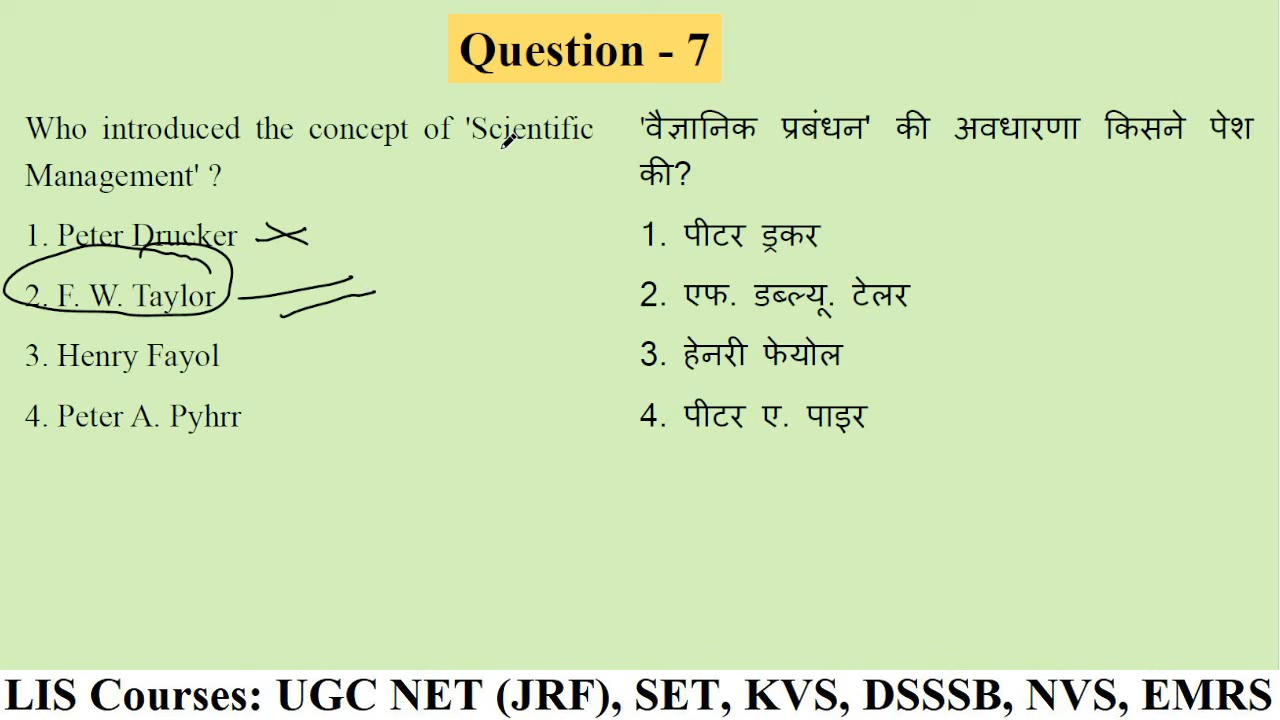 Question - 7
Who introduced the concept of 'Scientific
Management' ?
1. Peter Drucker
2. F. W. Taylor
3. Henry Fayol
4. Peter A. Pyhrr
'वैज्ञानिक प्रबंधन' की अवधारणा किसने पेश
की?
1. पीटर ड्रकर
2. एफ. डब्ल्यू. टेलर
3. हेनरी फेयोल
4. पीटर ए. पाइर
LIS Courses: UGC NET (JRF), SET, KVS, DSSSB, NVS, EMRS